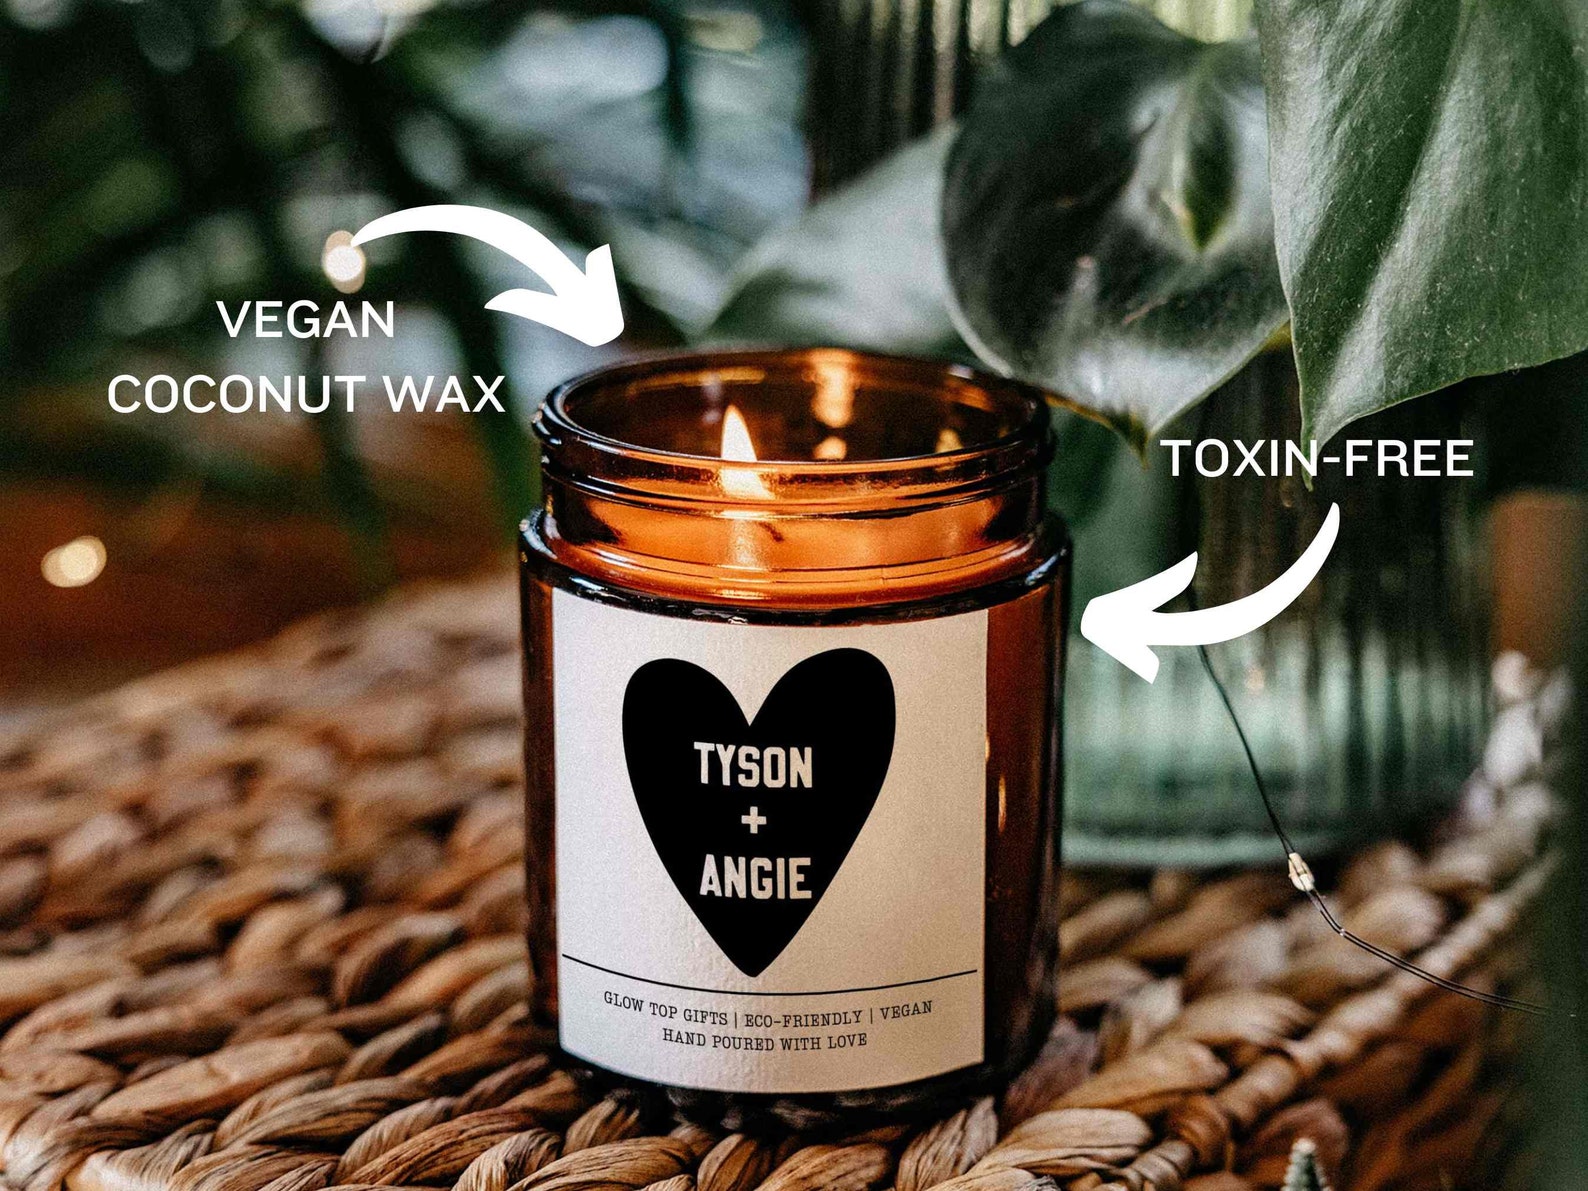 VEGAN
COCONUT WAX
TOXIN-FREE
TYSON
+
ANGIE
GLOW TOP GIFTS | ECO-FRIENDLY | VEGAN
HAND POURED WITH LOVE